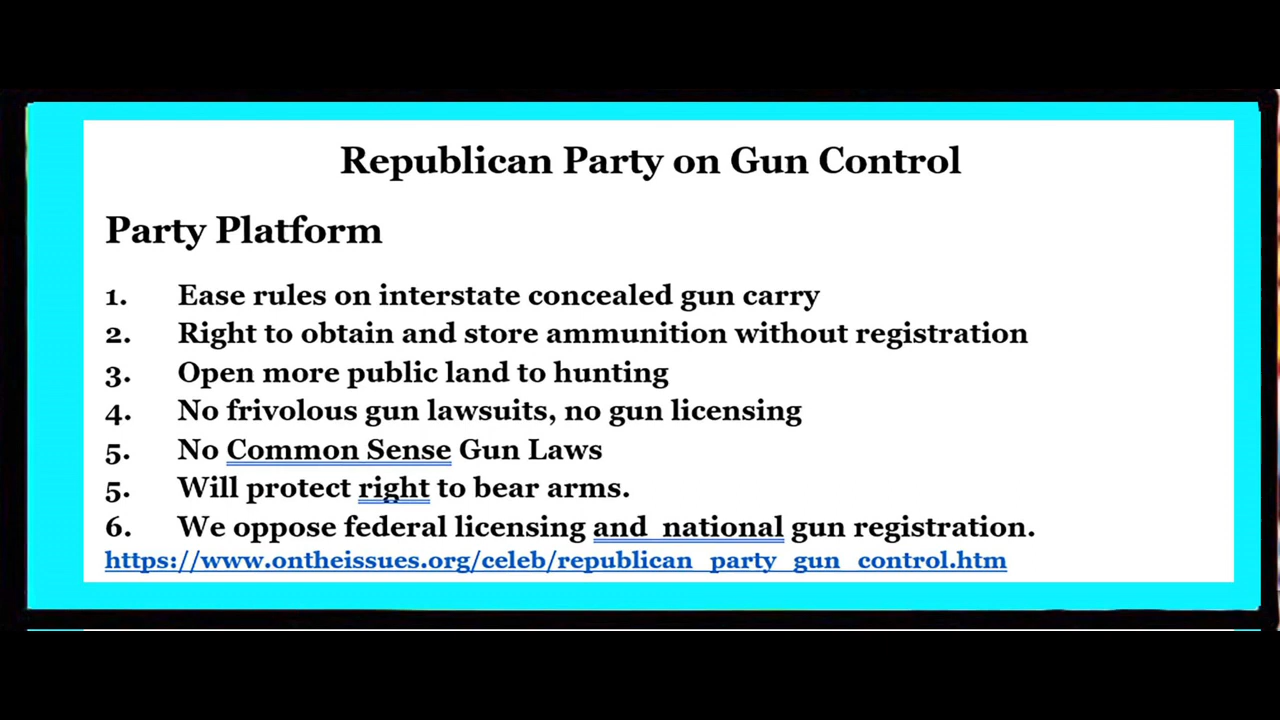 Republican Party on Gun Control
Party Platform
1. Ease rules on interstate concealed gun carry
2. Right to obtain and store ammunition without registration
3. Open more public land to hunting
4. No frivolous gun lawsuits, no gun licensing
5. No Common Sense Gun Laws
5. Will protect right to bear arms.
6. We oppose federal licensing and  national gun registration.
https://www.ontheissues.org/celeb/republican_party_gun_control.htm